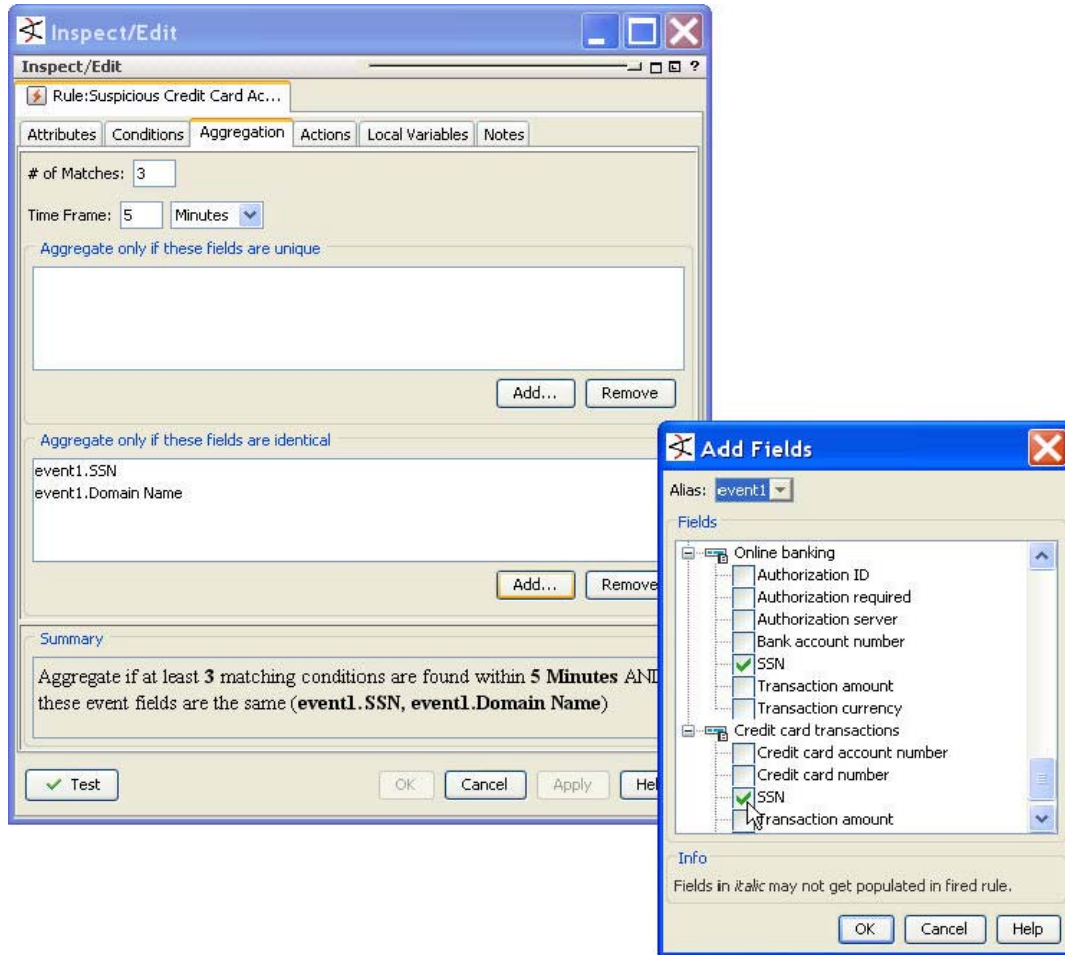 Inspect/Edit
Inspect/Edit
?
Rule:Suspicious Credit Card Ac...
Attributes Conditions Aggregation Actions Local Variables Notes
# of Matches: 3
Time Frame: 5 Minutes
Aggregate only if these fields are unique
Add... Remove
Aggregate only if these fields are identical
event1.SSN
event1.Domain Name
Add... Remove
Summary
Aggregate if at least 3 matching conditions are found within 5 Minutes AND
these event fields are the same (event1.SSN, event1.Domain Name)
Test OK Cancel Apply Hel
Add Fields
Alias: event1
Fields
Online banking
Authorization ID
Authorization required
Authorization server
Bank account number
SSN
Transaction amount
Transaction currency
Credit card transactions
Credit card account number
Credit card number
SSN
Transaction amount
Info
Fields in italic may not get populated in fired rule.
OK Cancel Help